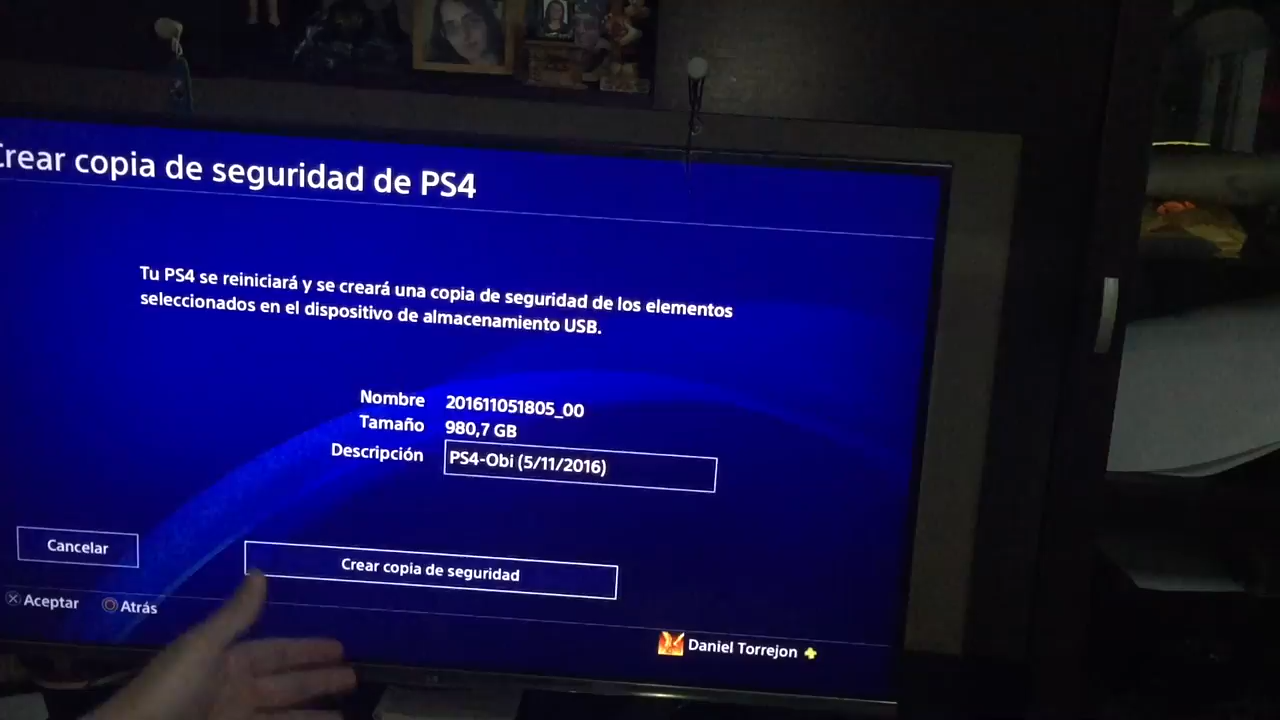 Crear copia de seguridad de PS4
Tu PS4 se reiniciará y se creará una copia de seguridad de los elementos
seleccionados en el dispositivo de almacenamiento USB.
Nombre 201611051805_00
Tamaño 980,7 GB
Descripción PS4-Obi (5/11/2016)
Cancelar
Crear copia de seguridad
Aceptar Atrás
Daniel Torrejon